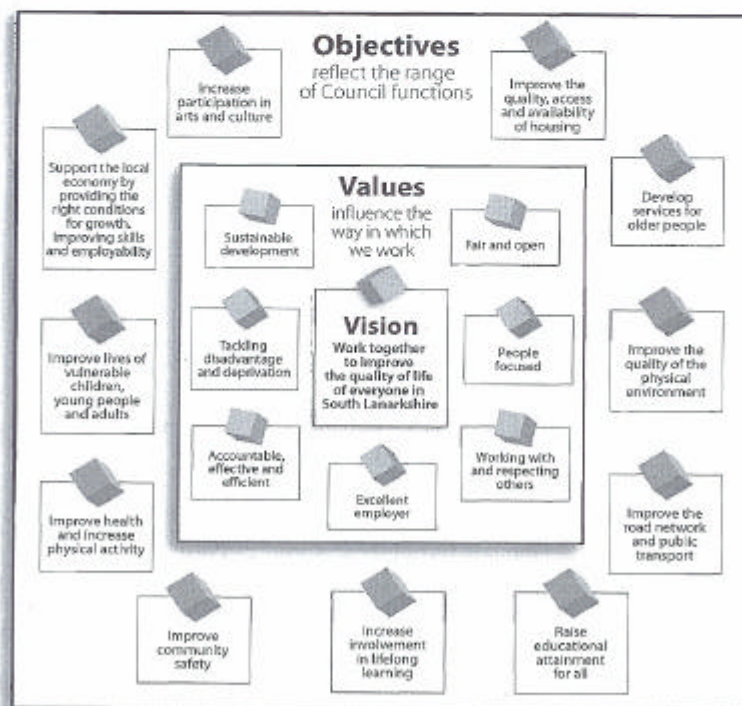 Objectives
reflect the range
of Council functions
Increase
participation in
arts and culture
Improve the
quality, access
and availability
of housing
Support the local
economy by
providing the
right conditions
for growth,
improving skills
and employability
Develop
services for
older people
Values
influence the
way in which
we work
Sustainable
development
Fair and open
Vision
Work together
to improve
the quality of life
of everyone in
South Lanarkshire
Tackling
disadvantage
and deprivation
People
focused
Improve lives of
vulnerable
children,
young people
and adults
Improve the
quality of the
physical
environment
Accountable,
effective and
efficient
Excellent
employer
Working with
and respecting
others
Improve health
and increase
physical activity
Improve the
road network
and public
transport
Improve
community
safety
Increase
involvement
in lifelong
learning
Raise
educational
attainment
for all